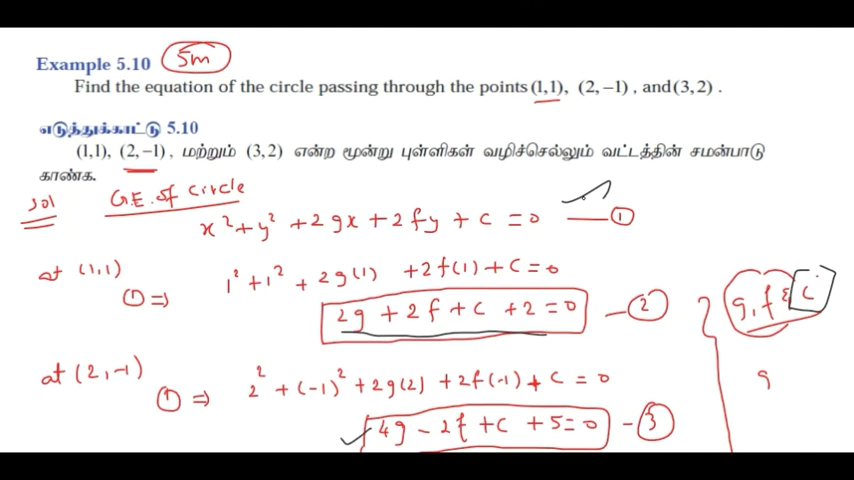 Example 5.10 5m
Find the equation of the circle passing through the points (1,1), (2,−1), and (3,2).
எடுத்துக்காட்டு 5.10
(1,1), (2,−1), மற்றும் (3,2) என்ற மூன்று புள்ளிகள் வழிச்செல்லும் வட்டத்தின் சமன்பாடு
காண்க.
Sol G.E. of Circle
x² + y² + 2gx + 2fy + c = 0 — ①
at (1,1)
① ⇒ 1² + 1² + 2g(1) + 2f(1) + c = 0
2g + 2f + c + 2 = 0 — ②
g, f & c
at (2,-1)
① ⇒ 2² + (-1)² + 2g(2) + 2f(-1) + c = 0
g
4g - 2f + c + 5 = 0 - ③